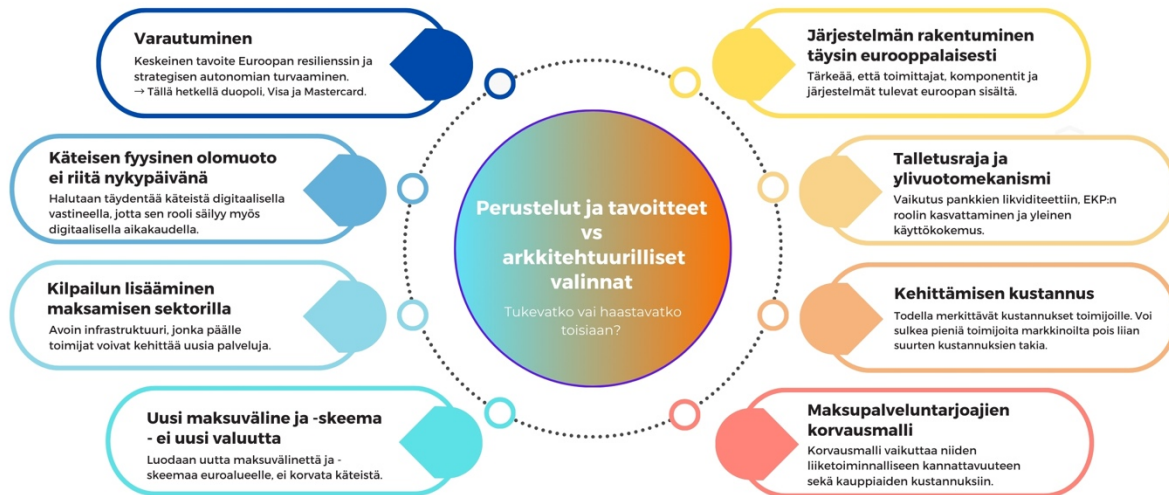 Varautuminen
Keskeinen tavoite Euroopan resilienssin ja
strategisen autonomian turvaaminen.
→ Tällä hetkellä duopoli, Visa ja Mastercard.
Käteisen fyysinen olomuoto
ei riitä nykypäivänä
Halutaan täydentää käteistä digitaalisella
vastineella, jotta sen rooli säilyy myös
digitaalisella aikakaudella.
Kilpailun lisääminen
maksamisen sektorilla
Avoin infrastruktuuri, jonka päälle
toimijat voivat kehittää uusia palveluja.
Uusi maksuväline ja -skeema
- ei uusi valuutta
Luodaan uutta maksuvälinettä ja -
skeemaa euroalueelle, ei korvata käteistä.
Perustelut ja tavoitteet
vs
arkkitehtuurilliset
valinnat
Tukevatko vai haastavatko
toisiaan?
Järjestelmän rakentuminen
täysin eurooppalaisesti
Tärkeää, että toimittajat, komponentit ja
järjestelmät tulevat euroopan sisältä.
Talletusraja ja
ylivuotomekanismi
Vaikutus pankkien likviditeettiin, EKP:n
roolin kasvattaminen ja yleinen
käyttökokemus.
Kehittämisen kustannus
Todella merkittävät kustannukset toimijoille. Voi
sulkea pieniä toimijoita markkinoilta pois liian
suurten kustannuksien takia.
Maksupalveluntarjoajien
korvausmalli
Korvausmalli vaikuttaa niiden
liiketoiminnalliseen kannattavuuteen
sekä kauppiaiden kustannuksiin.